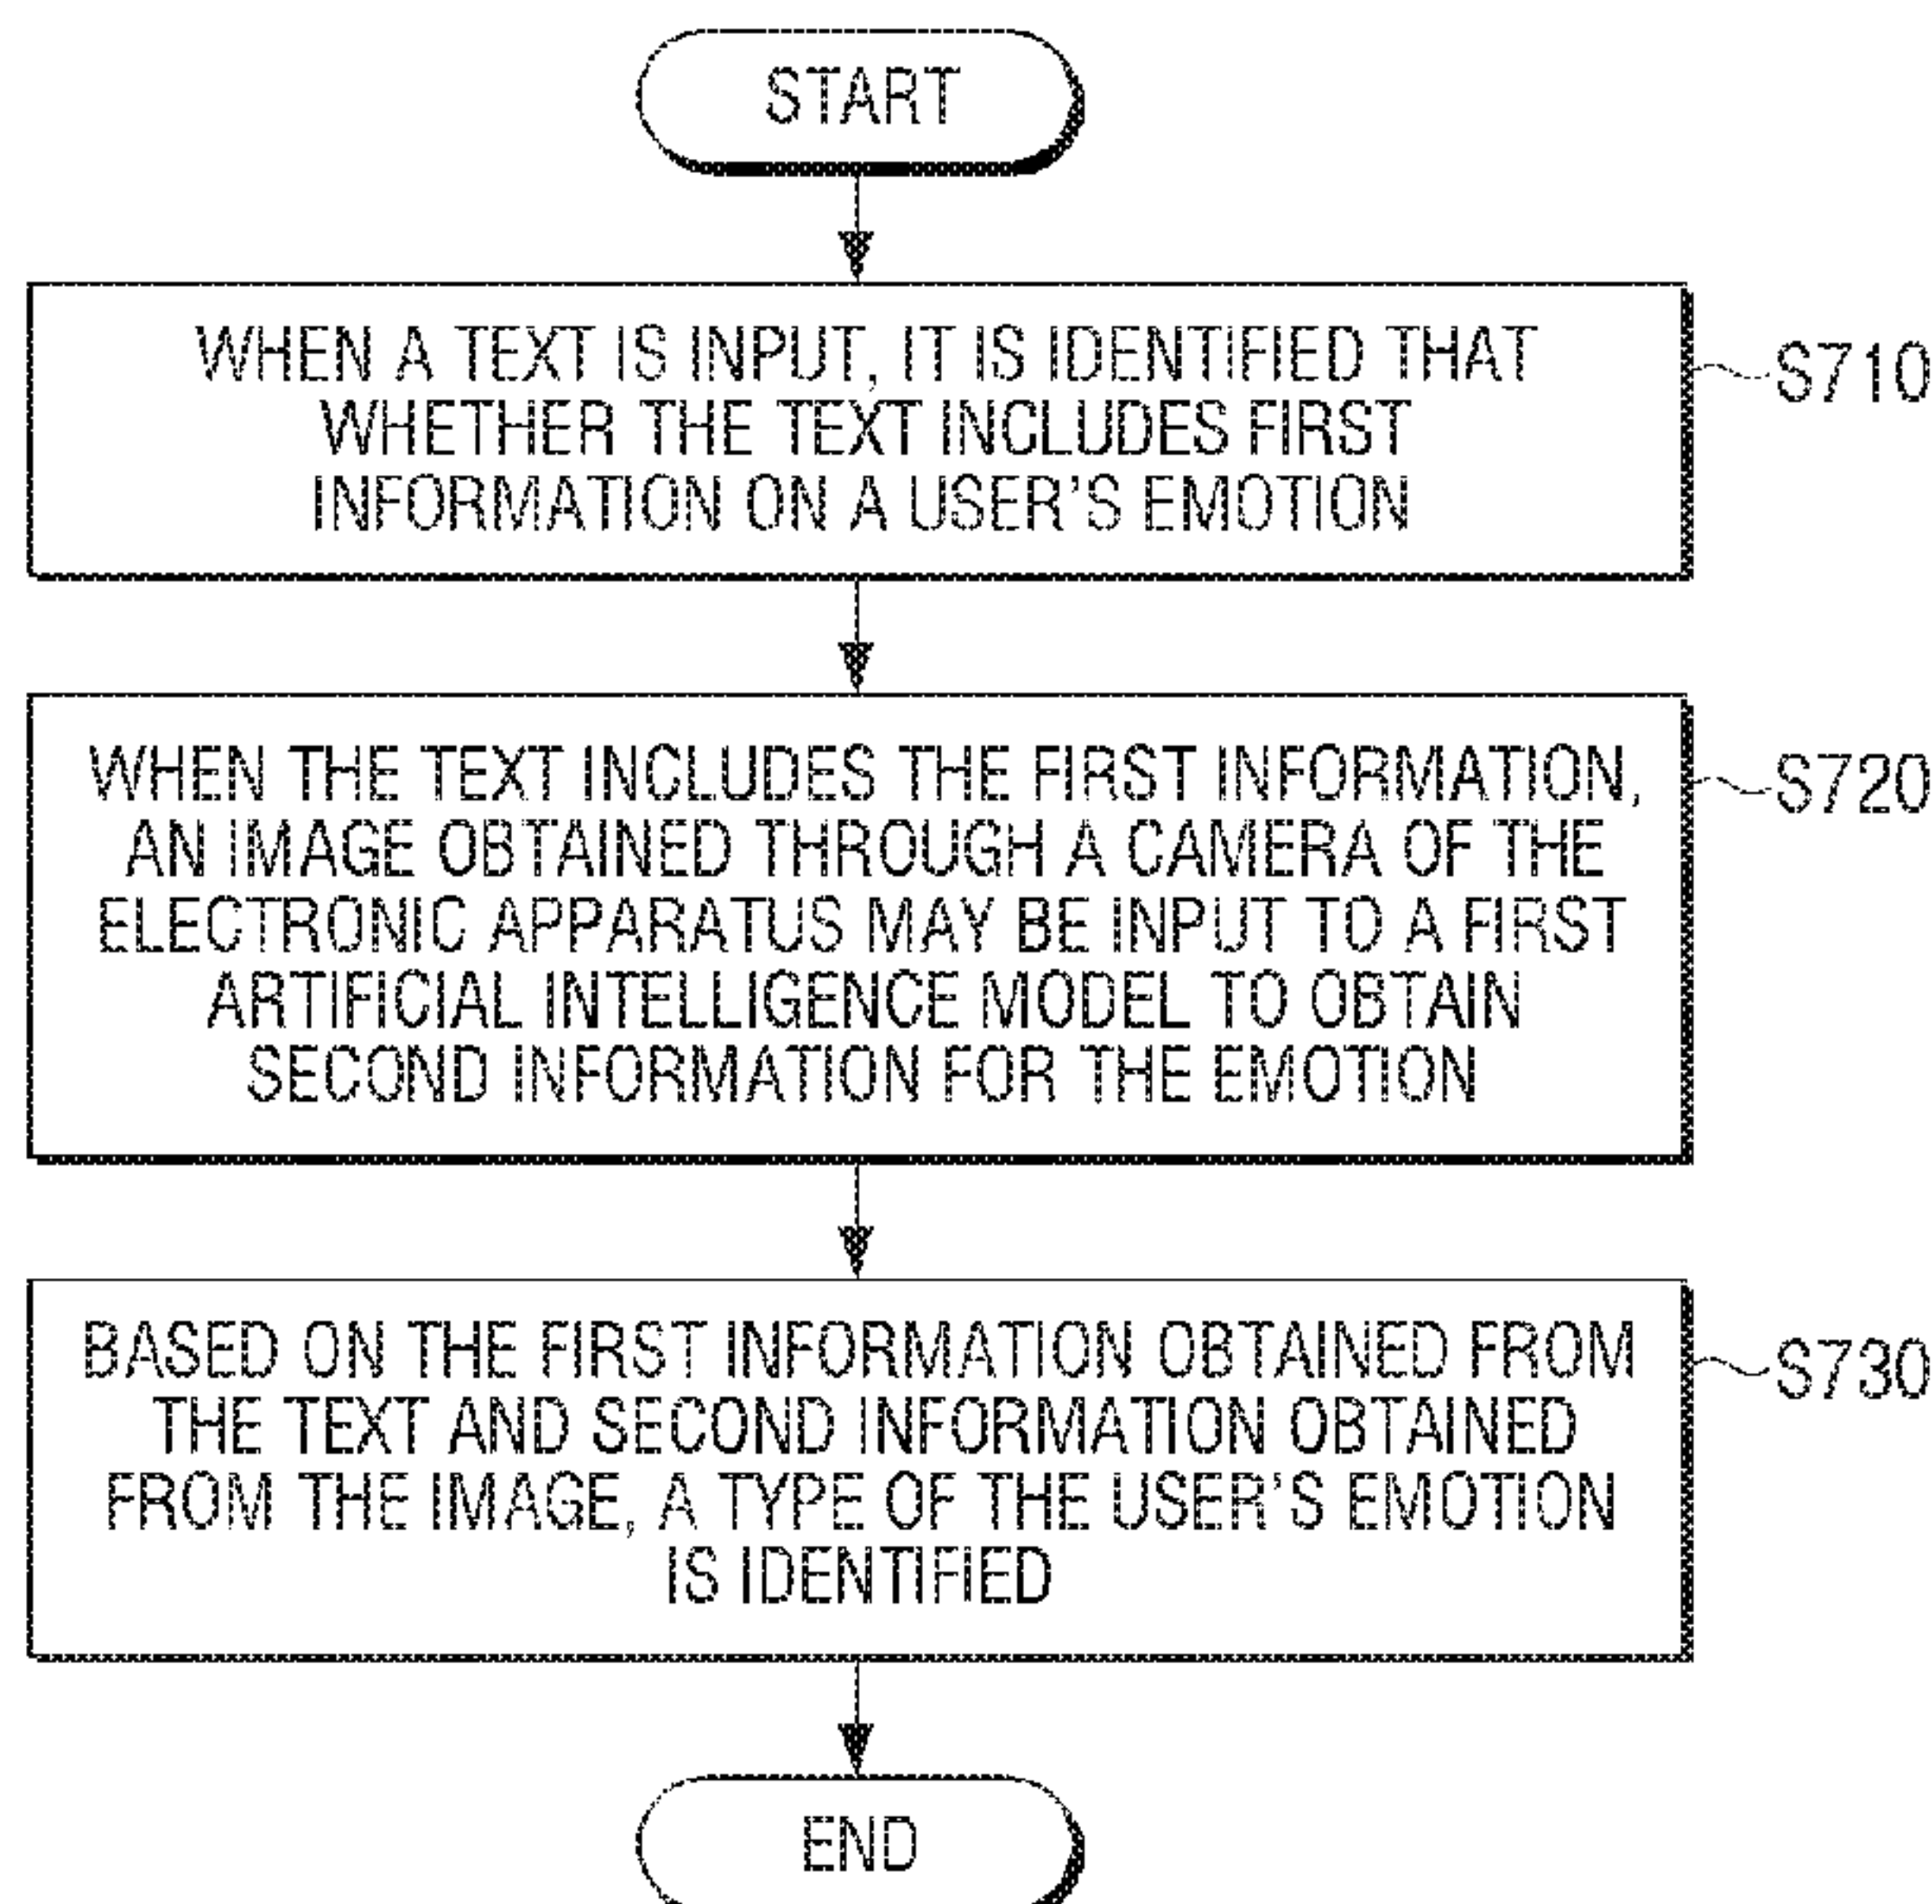 START
WHEN A TEXT IS INPUT, IT IS IDENTIFIED THAT
WHETHER THE TEXT INCLUDES FIRST
INFORMATION ON A USER'S EMOTION
S710
WHEN THE TEXT INCLUDES THE FIRST INFORMATION,
AN IMAGE OBTAINED THROUGH A CAMERA OF THE
ELECTRONIC APPARATUS MAY BE INPUT TO A FIRST
ARTIFICIAL INTELLIGENCE MODEL TO OBTAIN
SECOND INFORMATION FOR THE EMOTION
S720
BASED ON THE FIRST INFORMATION OBTAINED FROM
THE TEXT AND SECOND INFORMATION OBTAINED
FROM THE IMAGE, A TYPE OF THE USER'S EMOTION
IS IDENTIFIED
S730
END